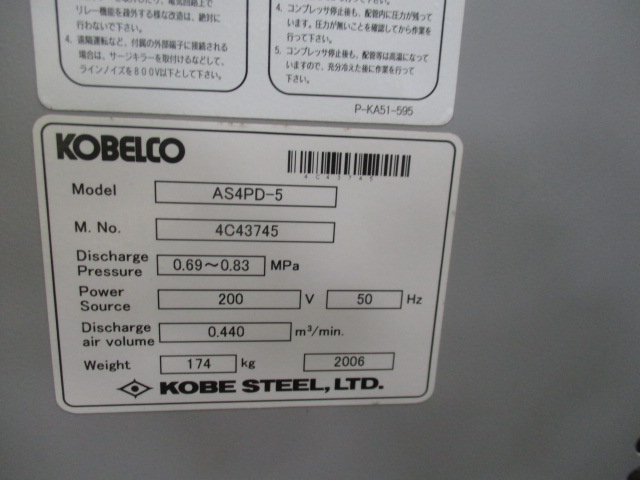 リレー機能を疎外する様な改造は、絶対に
行わないで下さい。
4. 遠隔運転など、付属の外部端子に接続される
場合は、サージキラーを取付けるなどして、
ラインノイズを800V以下として下さい。
4. コンプレッサ停止後も、配管内に圧力が残って
います。圧力が無いことを確認してから作業を
行って下さい。
5. コンプレッサ停止後も、配管等は高温になって
いますので、充分冷えた後に作業を行って
下さい。
P-KA51-595
KOBELCO
4C43745
Model AS4PD-5
M. No. 4C43745
Discharge
Pressure 0.69～0.83 MPa
Power
Source 200 V 50 Hz
Discharge
air volume 0.440 m³/min.
Weight 174 kg 2006
KOBE STEEL, LTD.